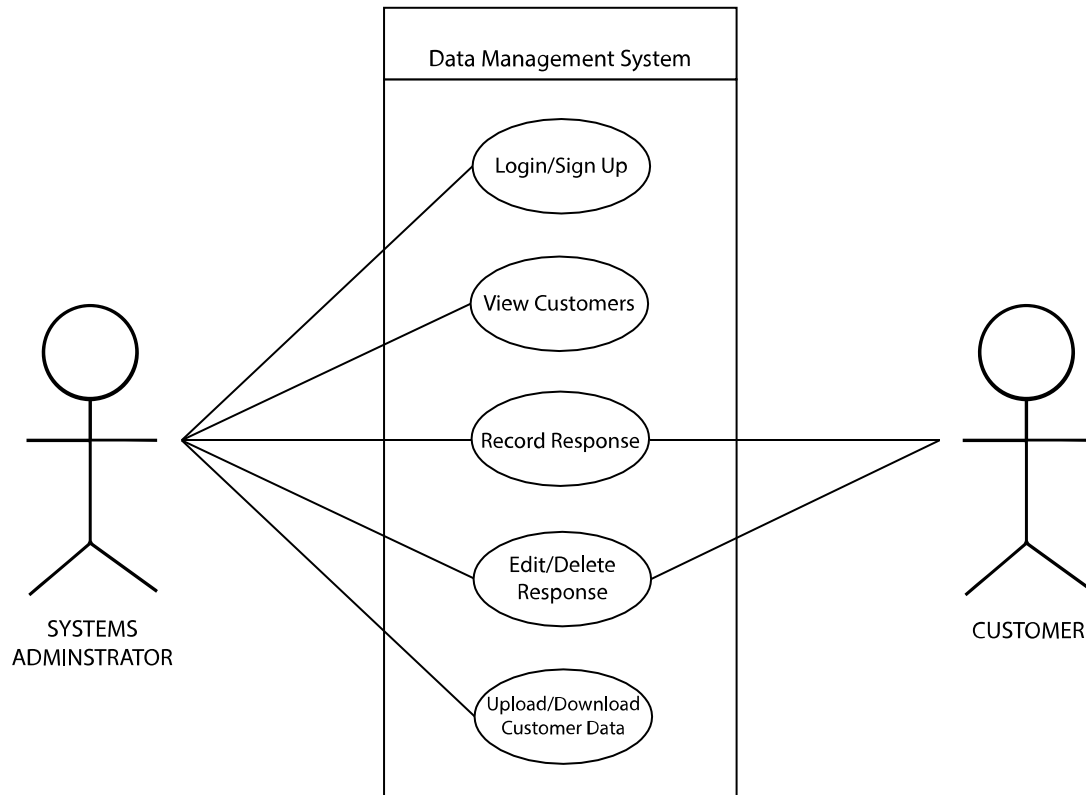 Data Management System
Login/Sign Up
View Customers
Record Response
Edit/Delete
Response
Upload/Download
Customer Data
SYSTEMS
ADMINSTRATOR
CUSTOMER